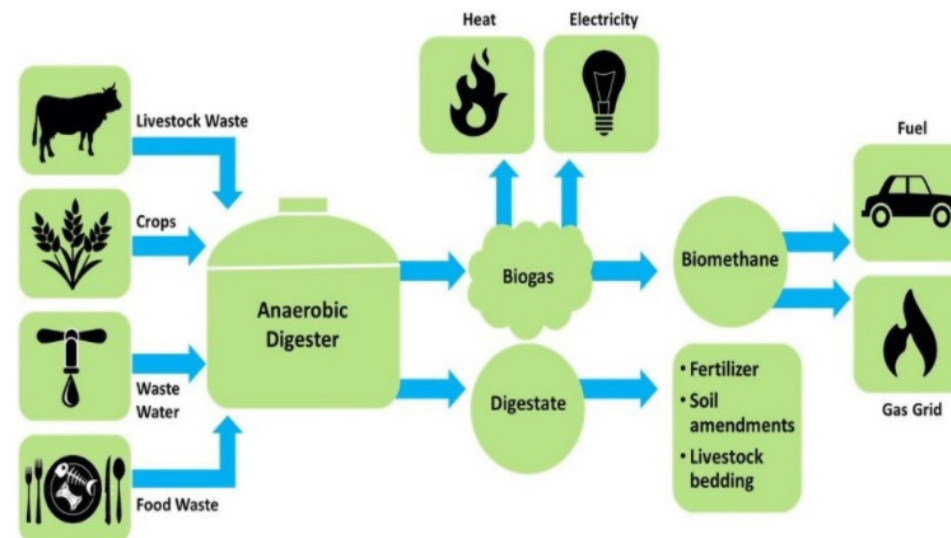 Heat
Electricity
Livestock Waste
Fuel
Crops
Biogas
Biomethane
Anaerobic
Digester
Waste
Water
Digestate
• Fertilizer
• Soil
amendments
• Livestock
bedding
Gas Grid
Food Waste